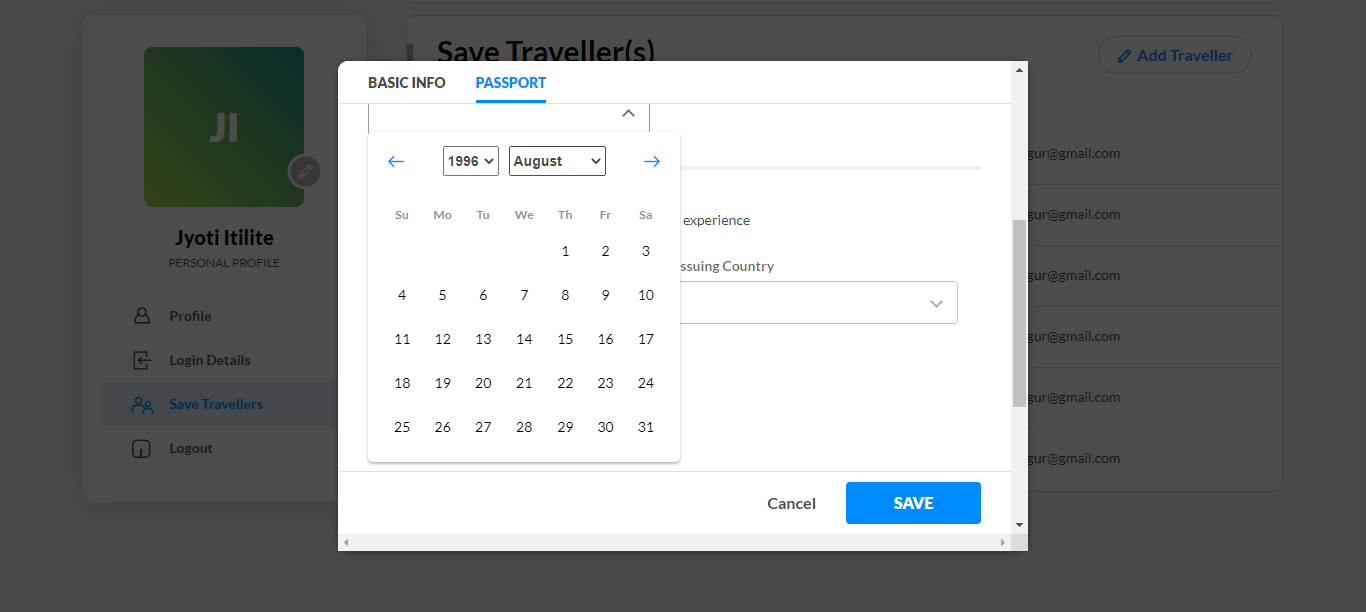 JI
Jyoti Itilite
PERSONAL PROFILE
Profile
Login Details
Save Travellers
Logout
Save Traveller(s)
Add Traveller
BASIC INFO PASSPORT
1996 August
Su Mo Tu We Th Fr Sa
1 2 3
4 5 6 7 8 9 10
11 12 13 14 15 16 17
18 19 20 21 22 23 24
25 26 27 28 29 30 31
experience
ssuing Country
Cancel SAVE
gur@gmail.com
gur@gmail.com
gur@gmail.com
gur@gmail.com
gur@gmail.com
gur@gmail.com